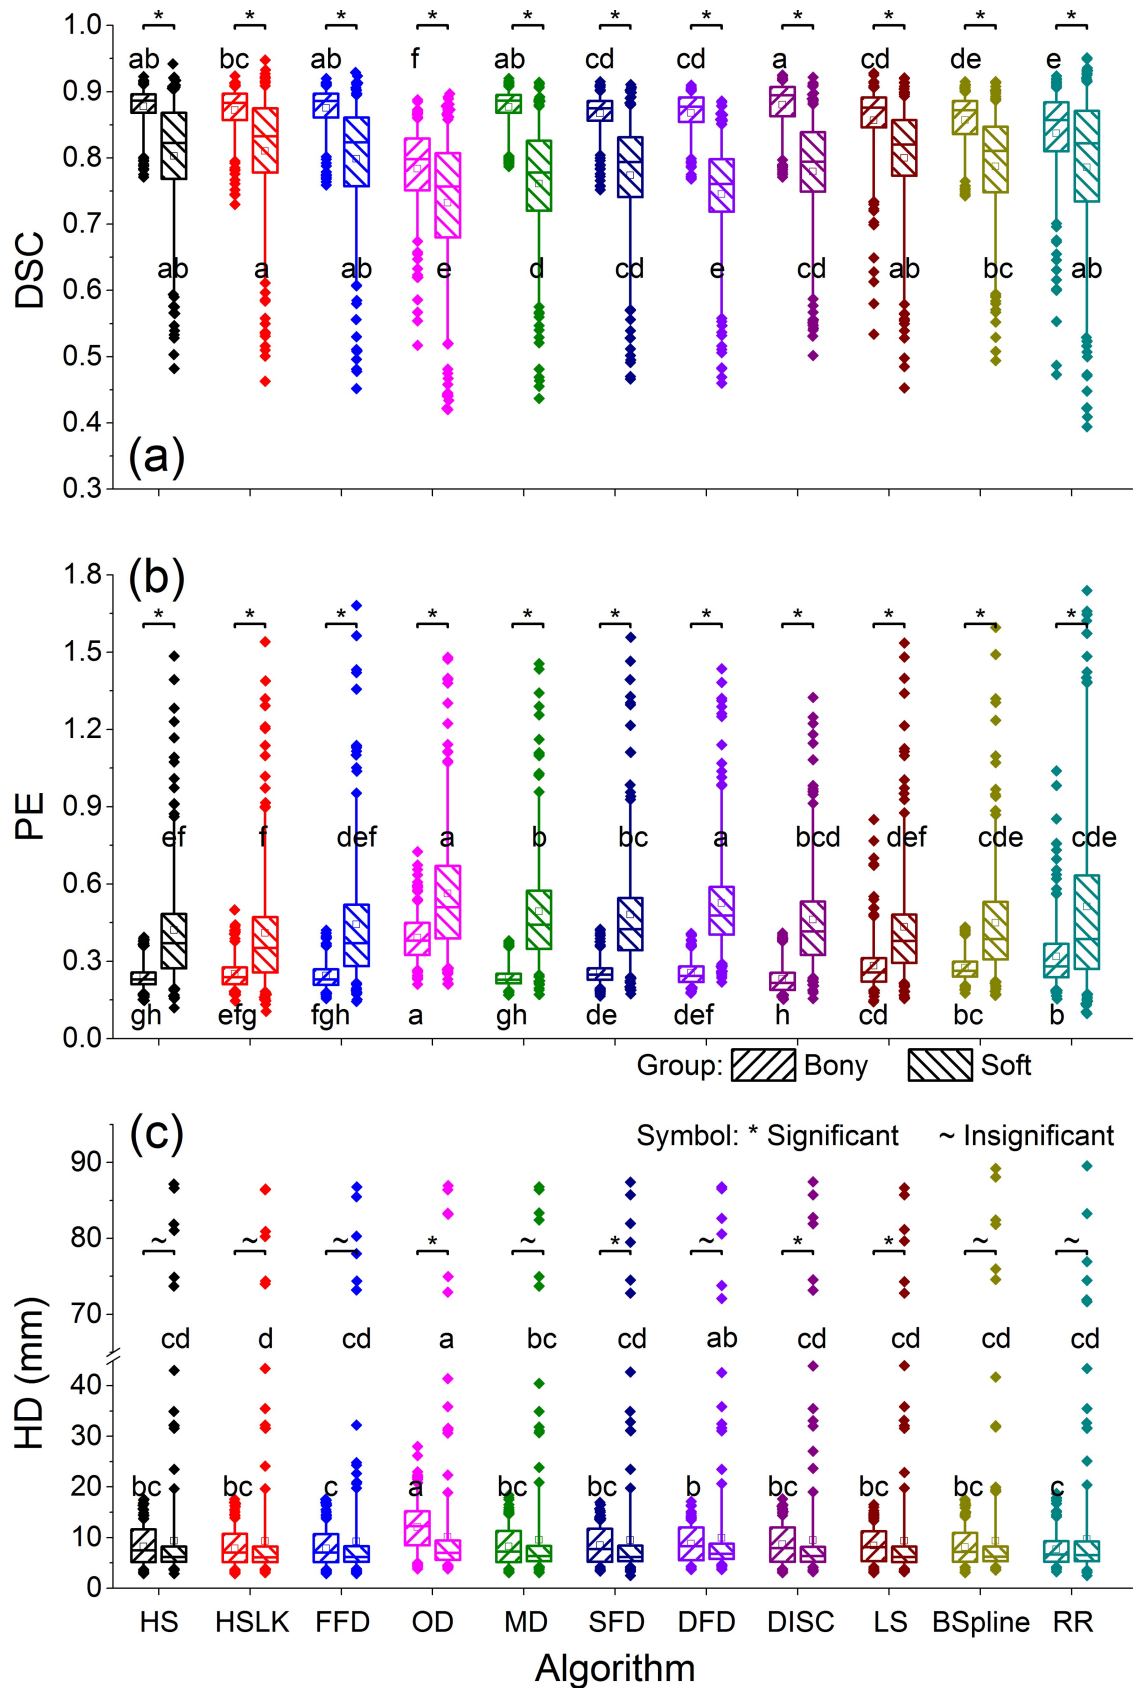 * * * * * * * * * * *
1.0
ab bc ab f ab cd cd a cd de e
0.9
0.8
0.7
ab a ab e d cd e cd ab bc ab
0.6
0.5
0.4
(a)
0.3
DSC
(b)
1.8
* * * * * * * * * * *
1.5
1.2
0.9
ef f def a b bc a bcd def cde cde
0.6
0.3
gh efg fgh a gh de def h cd bc b
0.0
PE
Group: Bony Soft
(c)
Symbol: * Significant ~ Insignificant
90
80
~ ~ ~ * ~ * ~ * * ~ ~
70
cd d cd a bc cd ab cd cd cd cd
40
30
20
bc bc c a bc bc b bc bc bc c
10
0
HD (mm)
HS HSLK FFD OD MD SFD DFD DISC LS BSpline RR
Algorithm